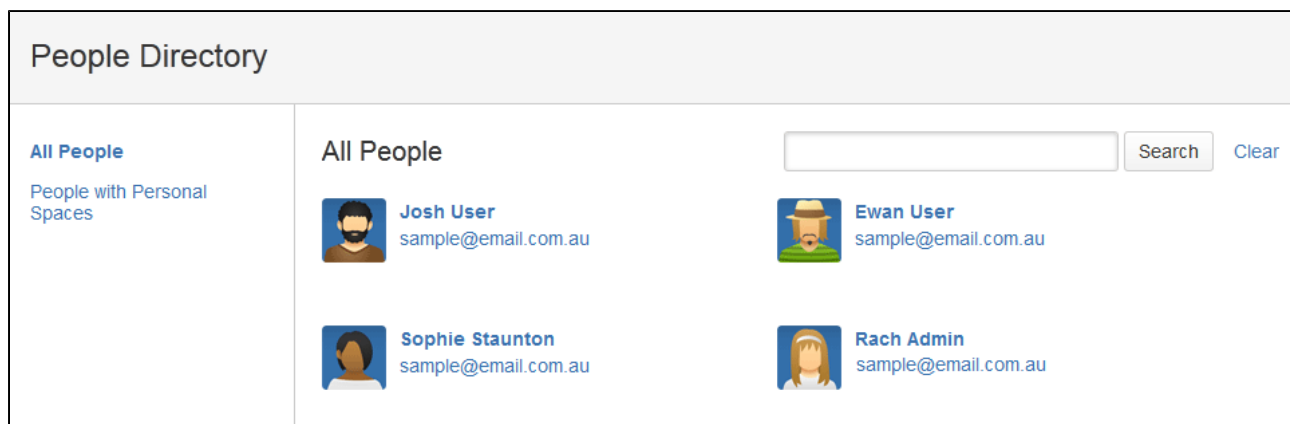 People Directory
All People
People with Personal
Spaces
All People
Search
Clear
Josh User
sample@email.com.au
Ewan User
sample@email.com.au
Sophie Staunton
sample@email.com.au
Rach Admin
sample@email.com.au